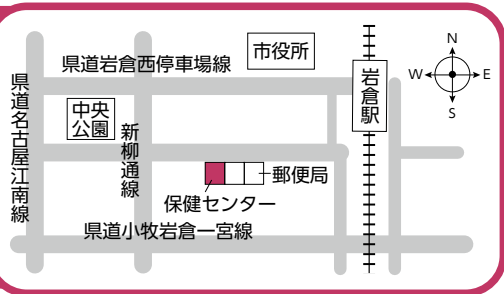 市役所
県道岩倉西停車場線
岩倉駅
N
W
E
S
県道名古屋江南線
中央
公園
新柳通線
郵便局
保健センター
県道小牧岩倉一宮線